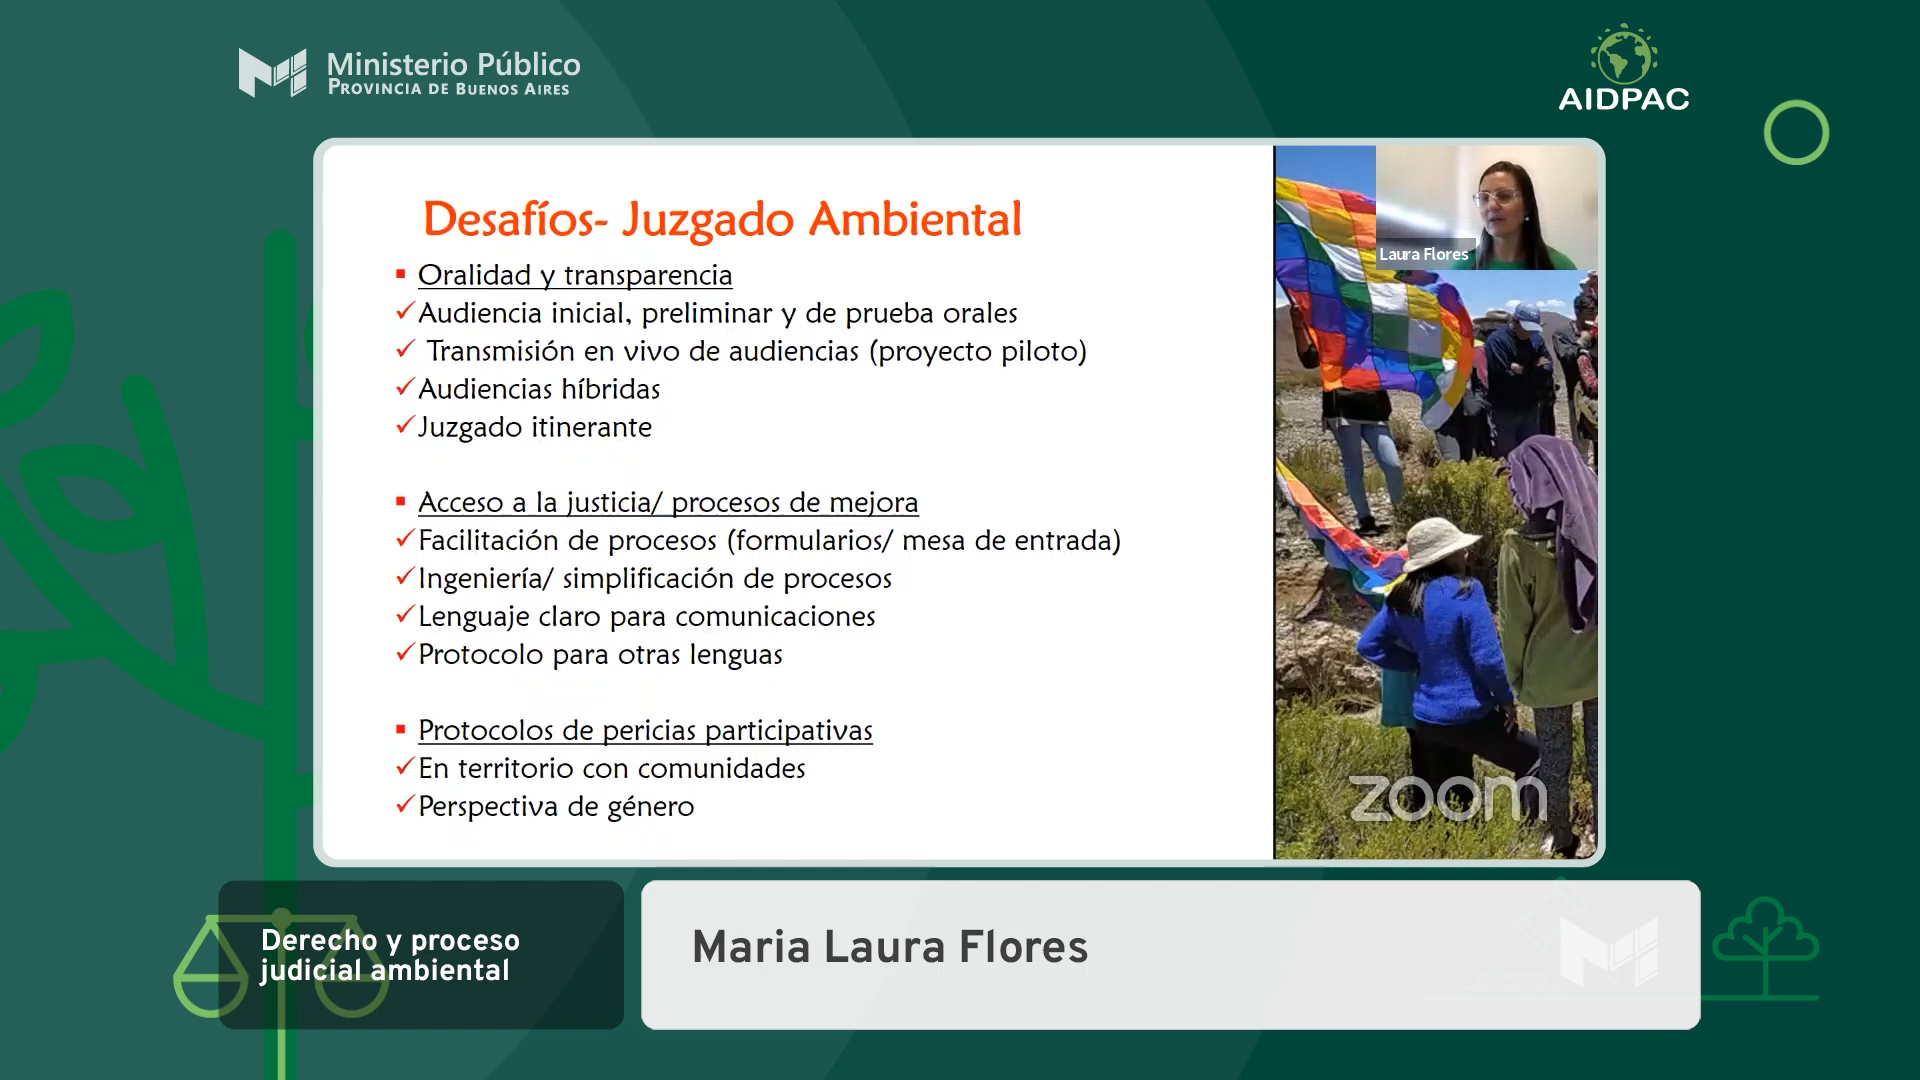 Ministerio Público
PROVINCIA DE BUENOS AIRES
AIDPAC
Desafíos- Juzgado Ambiental
Oralidad y transparencia
Audiencia inicial, preliminar y de prueba orales
Transmisión en vivo de audiencias (proyecto piloto)
Audiencias híbridas
Juzgado itinerante
Acceso a la justicia/ procesos de mejora
Facilitación de procesos (formularios/ mesa de entrada)
Ingeniería/ simplificación de procesos
Lenguaje claro para comunicaciones
Protocolo para otras lenguas
Protocolos de pericias participativas
En territorio con comunidades
Perspectiva de género
Laura Flores
zoom
Derecho y proceso
judicial ambiental
Maria Laura Flores